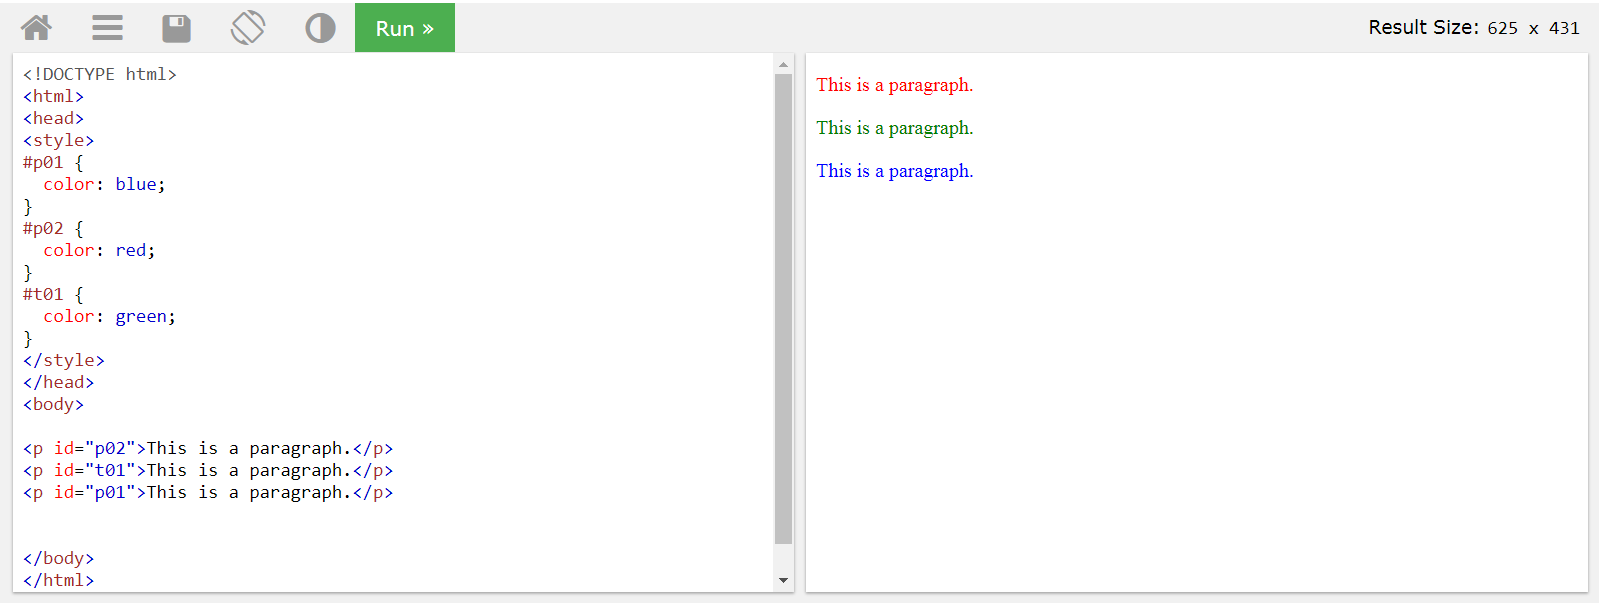 Run »
Result Size: 625 x 431
<!DOCTYPE html>
<html>
<head>
<style>
#p01 {
  color: blue;
}
#p02 {
  color: red;
}
#t01 {
  color: green;
}
</style>
</head>
<body>

<p id="p02">This is a paragraph.</p>
<p id="t01">This is a paragraph.</p>
<p id="p01">This is a paragraph.</p>

</body>
</html>
This is a paragraph.
This is a paragraph.
This is a paragraph.